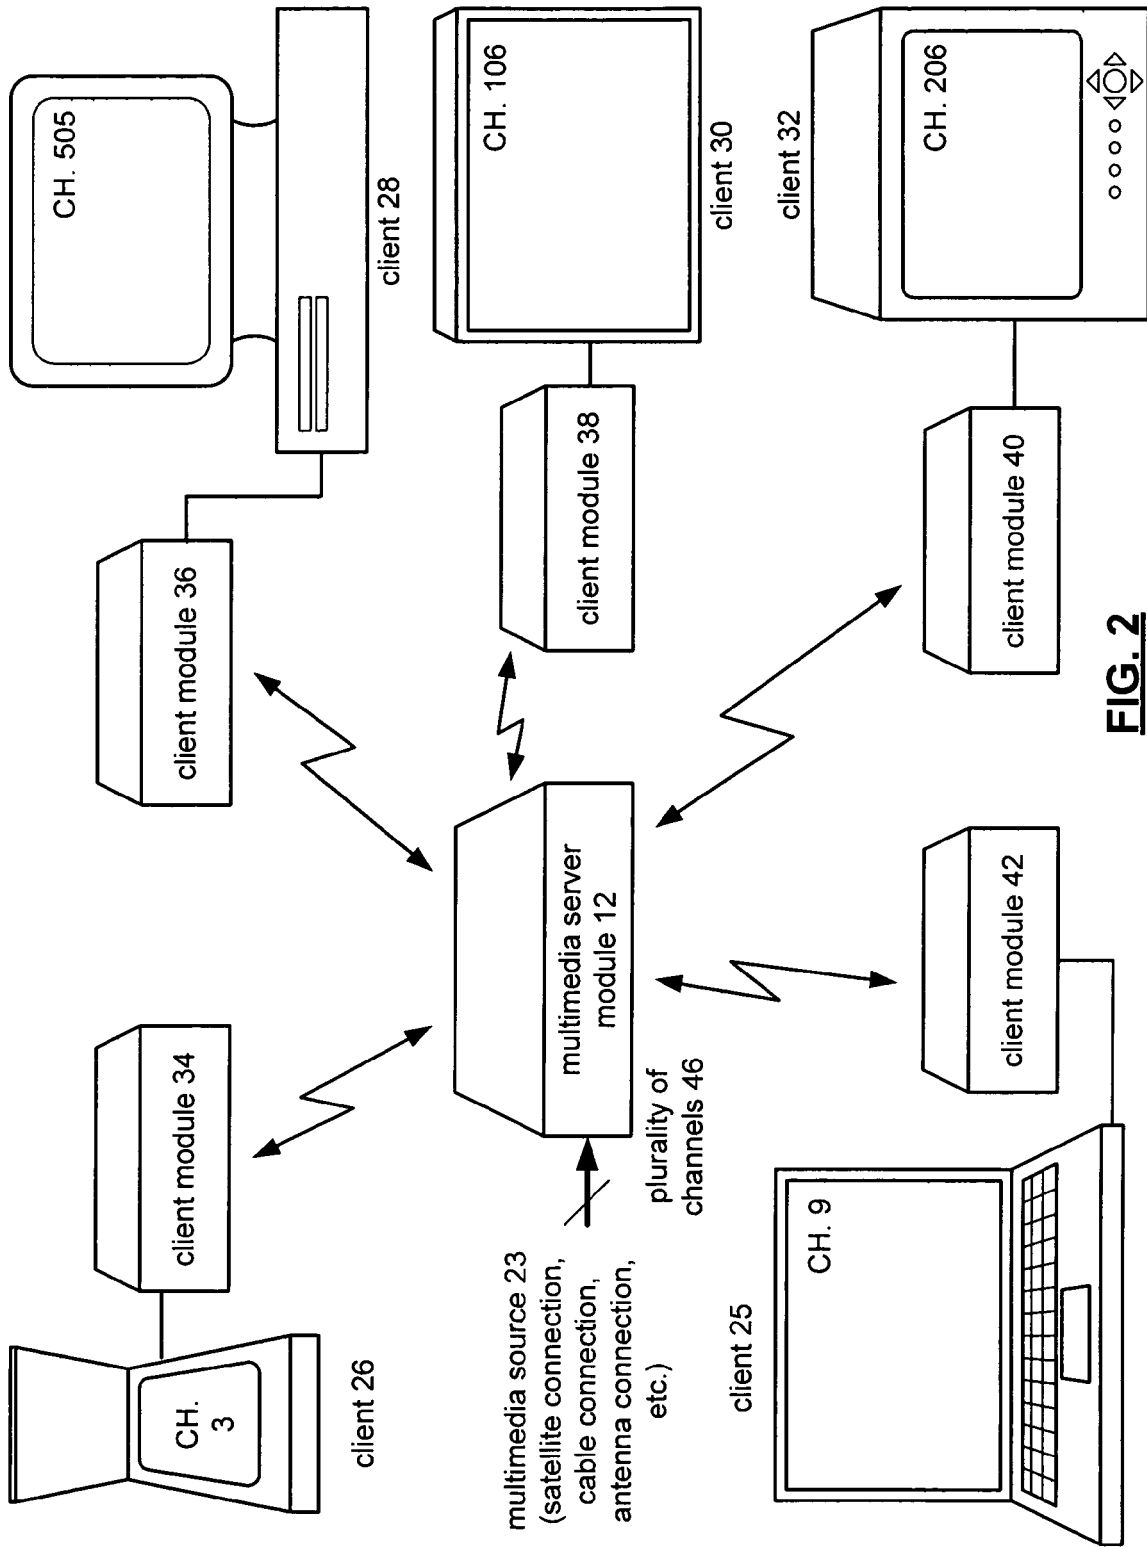 CH.
3
client 26
client module 34
client module 36
CH. 505
client 28
multimedia source 23
(satellite connection,
cable connection,
antenna connection,
etc.)
plurality of
channels 46
multimedia server
module 12
client module 38
CH. 106
client 30
client 25
CH. 9
client module 42
client module 40
client 32
CH. 206
FIG. 2